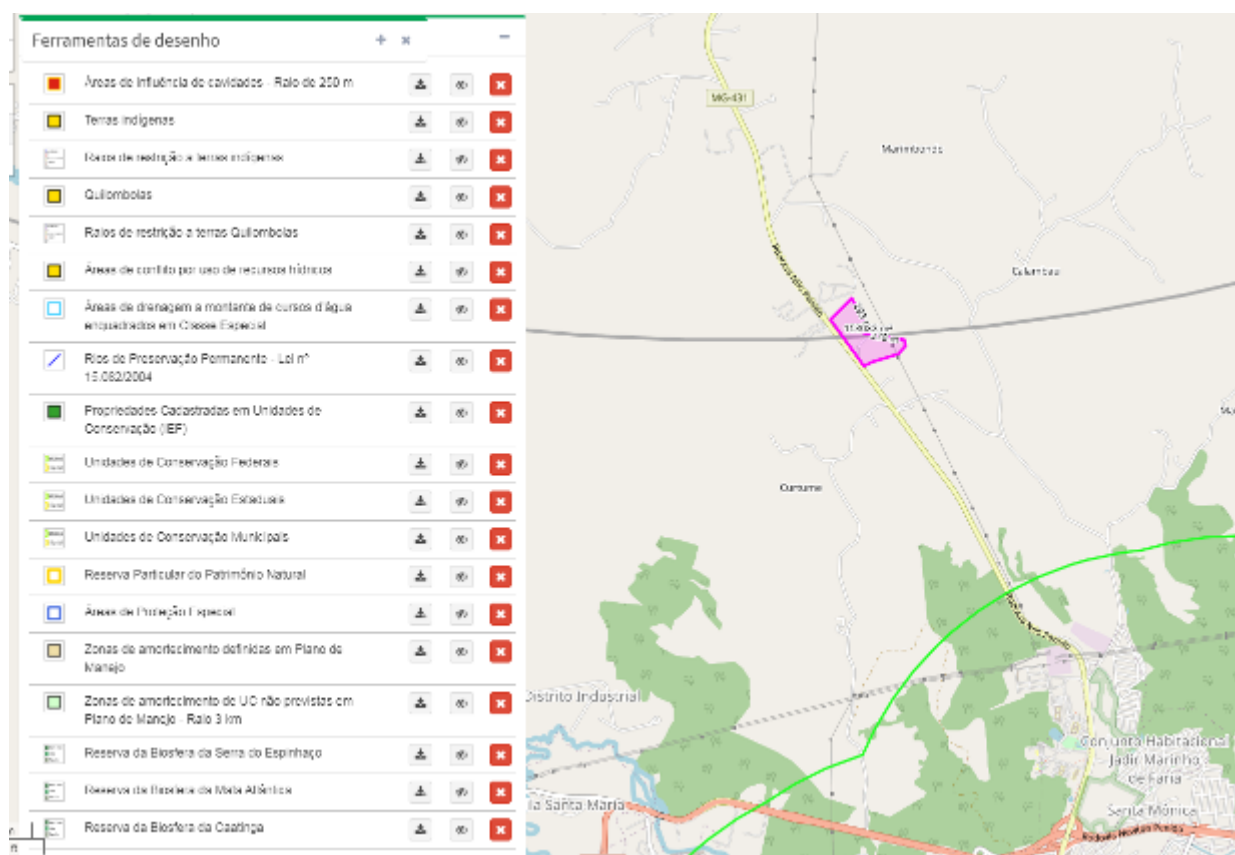 Ferramentas de desenho
Áreas de influência de cavidades - Raio de 250 m
Terras indígenas
Raios de restrição a terras indígenas
Quilombolas
Raios de restrição a terras Quilombolas
Áreas de conflito por uso de recursos hídricos
Áreas de drenagem a montante de cursos d'água
enquadrados em Classe Especial
Rios de Preservação Permanente - Lei nº
15.082/2004
Propriedades Cadastradas em Unidades de
Conservação (IEF)
Unidades de Conservação Federais
Unidades de Conservação Estaduais
Unidades de Conservação Municipais
Reserva Particular do Patrimônio Natural
Áreas de Proteção Especial
Zonas de amortecimento definidas em Plano de
Manejo
Zonas de amortecimento de UC não previstas em
Plano de Manejo - Raio 3 km
Reserva da Biosfera da Serra do Espinhaço
Reserva da Biosfera da Mata Atlântica
Reserva da Biosfera da Caatinga
MG-431
Marimbondo
Calambau
Curtume
Distrito Industrial
Conjunto Habitacional
Jadir Marinho
de Faria
la Santa Maria
Santa Mônica